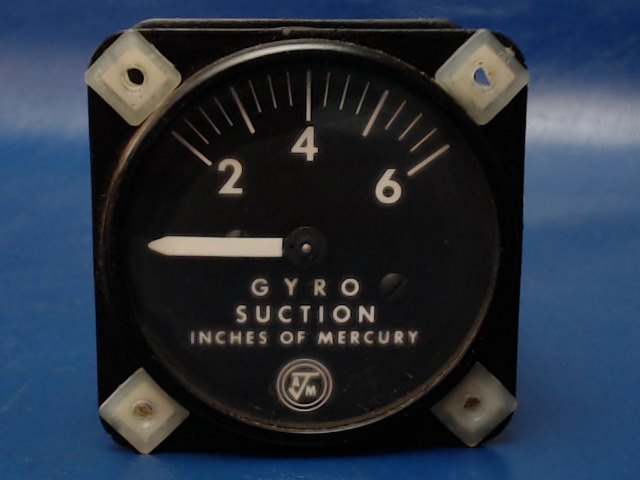 4
2
6
GYRO
SUCTION
INCHES OF MERCURY